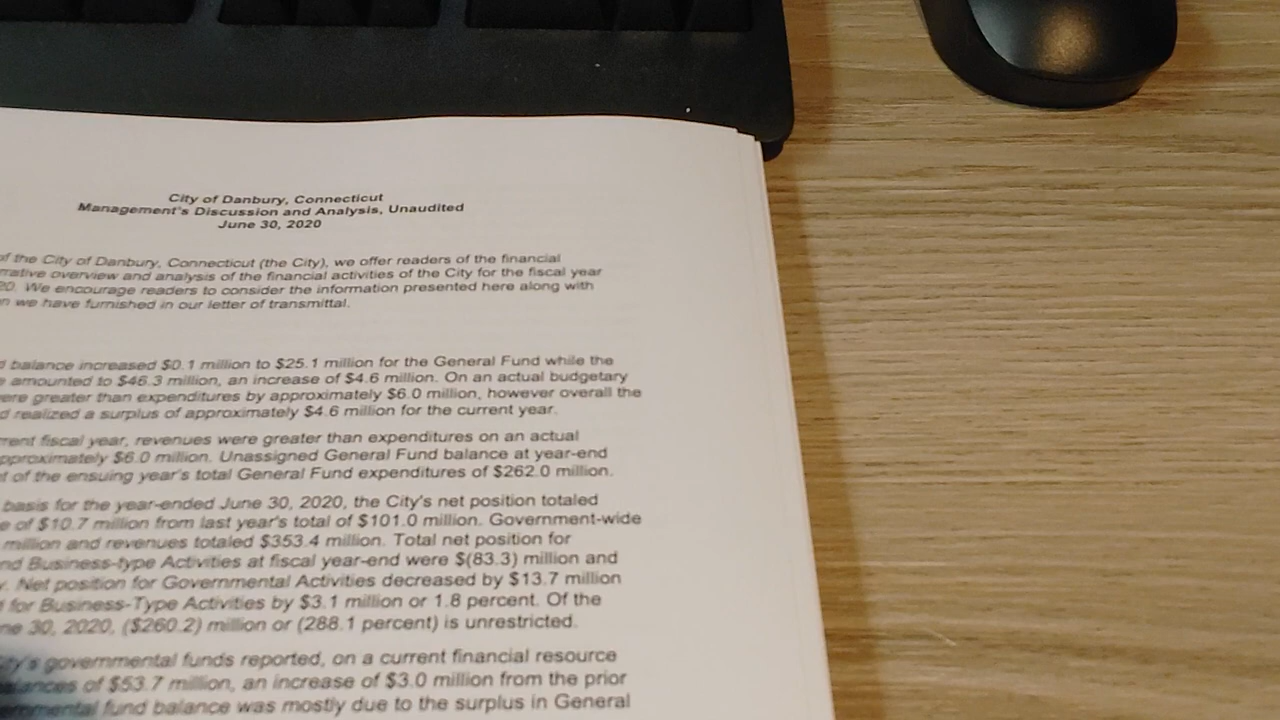 City of Danbury, Connecticut
Management's Discussion and Analysis, Unaudited
June 30, 2020
of the City of Danbury, Connecticut (the City), we offer readers of the financial
overview and analysis of the financial activities of the City for the fiscal year
We encourage readers to consider the information presented here along with
we have furnished in our letter of transmittal.
balance increased $0.1 million to $25.1 million for the General Fund while the
amounted to $46.3 million, an increase of $4.6 million. On an actual budgetary
were greater than expenditures by approximately $6.0 million, however overall the
realized a surplus of approximately $4.6 million for the current year.
fiscal year, revenues were greater than expenditures on an actual
approximately $6.0 million. Unassigned General Fund balance at year-end
of the ensuing year's total General Fund expenditures of $262.0 million.
basis for the year-ended June 30, 2020, the City's net position totaled
of $10.7 million from last year's total of $101.0 million. Government-wide
million and revenues totaled $353.4 million. Total net position for
Business-type Activities at fiscal year-end were $(83.3) million and
Net position for Governmental Activities decreased by $13.7 million
for Business-Type Activities by $3.1 million or 1.8 percent. Of the
30, 2020, ($260.2) million or (288.1 percent) is unrestricted.
governmental funds reported, on a current financial resource
of $53.7 million, an increase of $3.0 million from the prior
fund balance was mostly due to the surplus in General